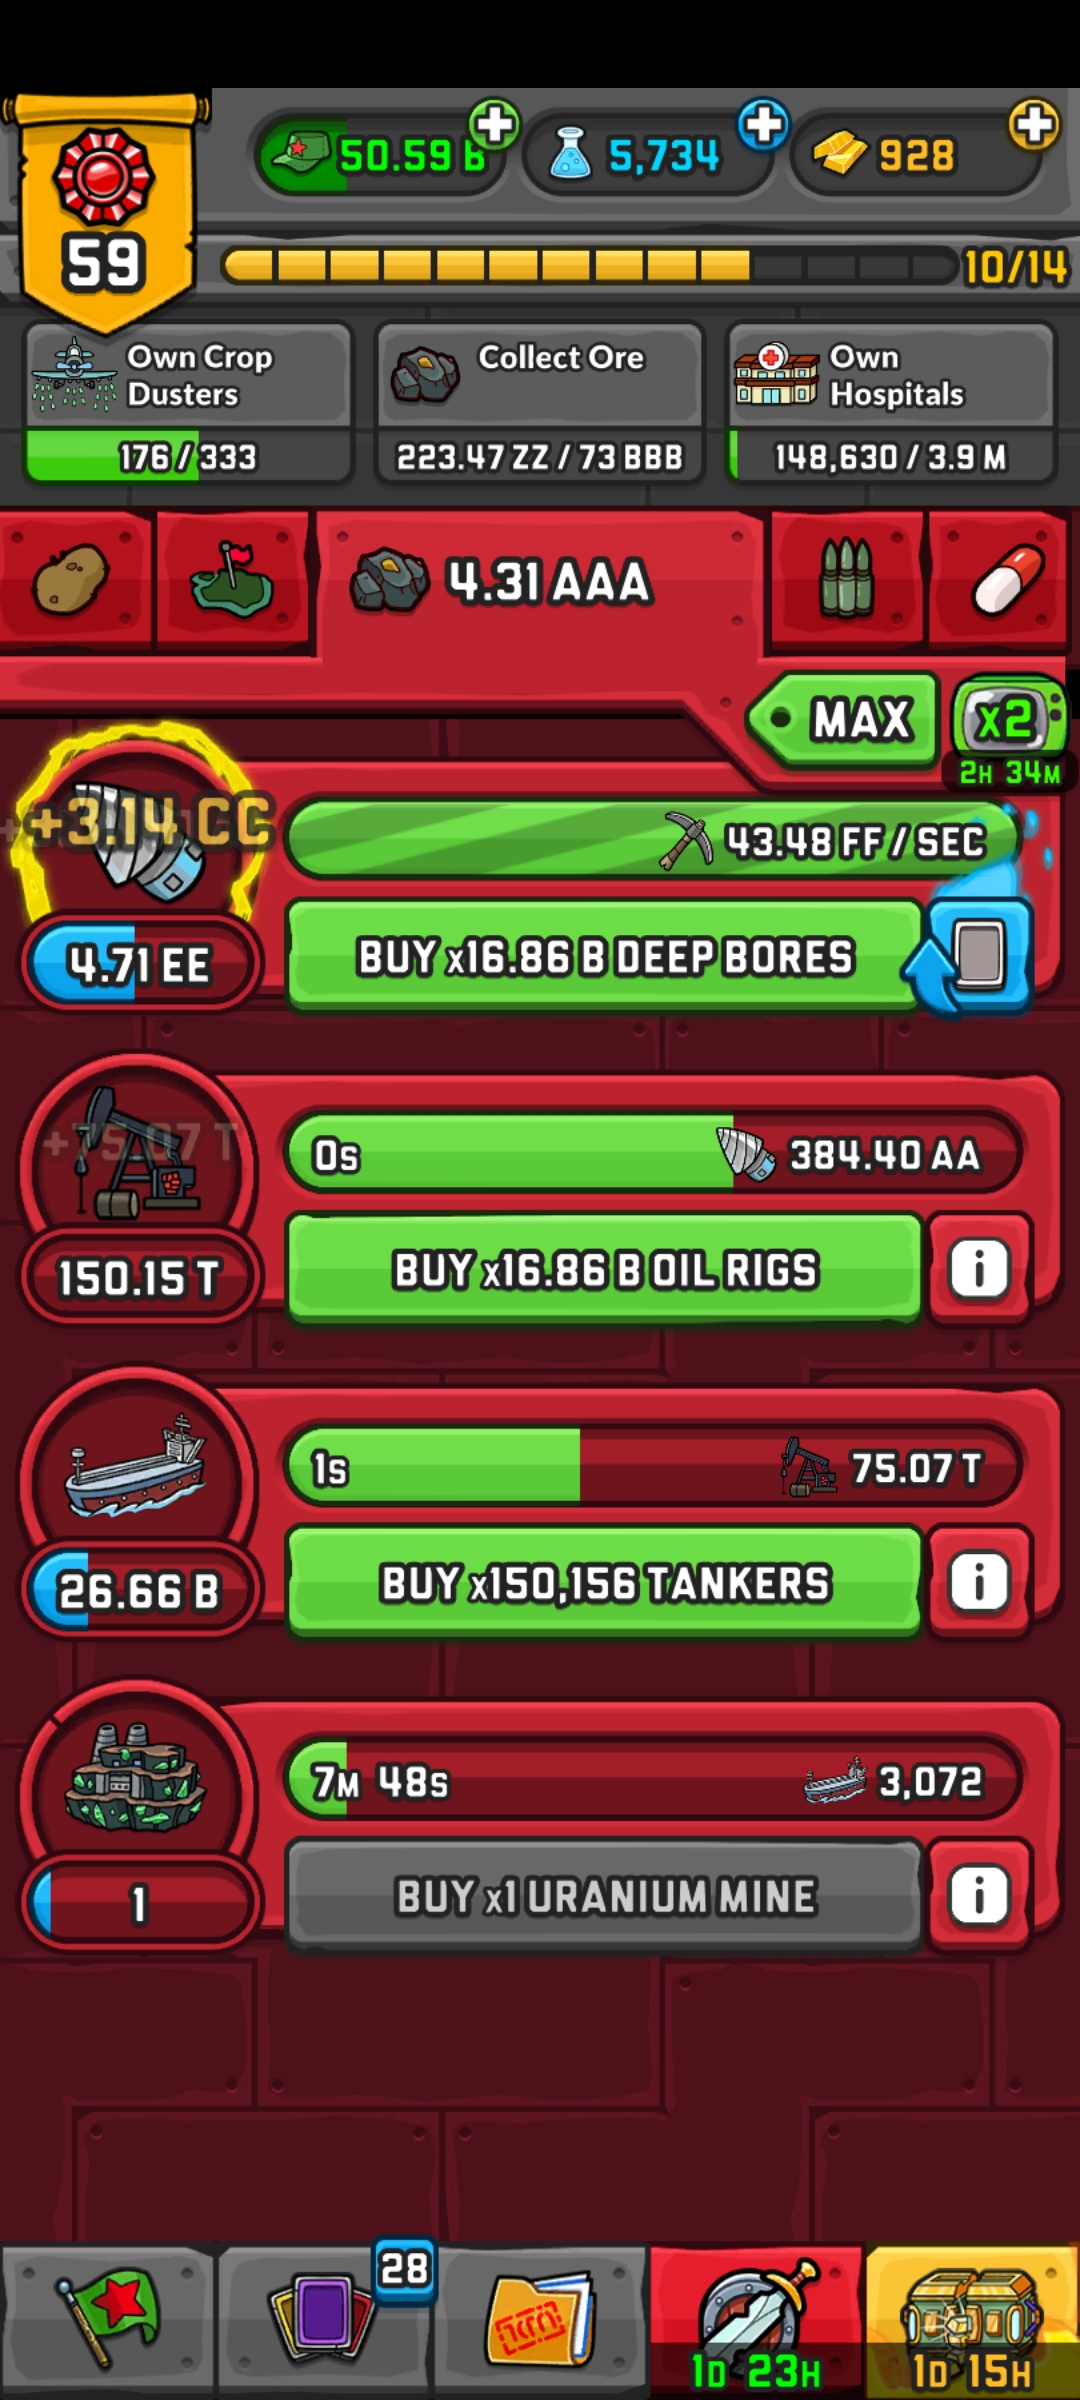 59
50.59 B
5,734
928
10/14
Own Crop
Dusters
176 / 333
Collect Ore
223.47 ZZ / 73 BBB
Own
Hospitals
148,630 / 3.9 M
4.31 AAA
MAX
x2
2H 34M
+3.14 CC
43.48 FF / SEC
4.71 EE
BUY x16.86 B DEEP BORES
+75.07 T
0s
384.40 AA
150.15 T
BUY x16.86 B OIL RIGS
i
1s
75.07 T
26.66 B
BUY x150,156 TANKERS
i
7M 48s
3,072
1
BUY x1 URANIUM MINE
i
28
1D 23H
1D 15H